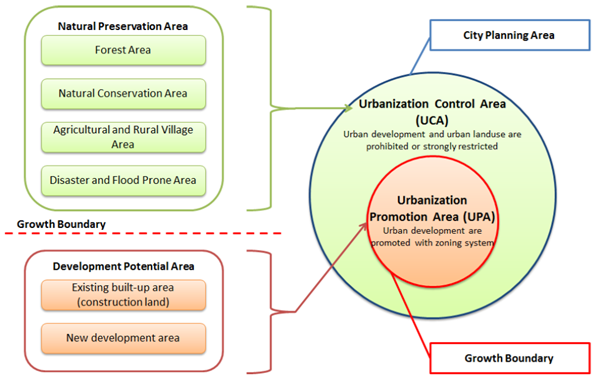 Natural Preservation Area
Forest Area
Natural Conservation Area
Agricultural and Rural Village
Area
Disaster and Flood Prone Area
Growth Boundary
Development Potential Area
Existing built-up area
(construction land)
New development area
City Planning Area
Urbanization Control Area
(UCA)
Urban development and urban landuse are
prohibited or strongly restricted
Urbanization
Promotion Area (UPA)
Urban development are
promoted with zoning system
Growth Boundary